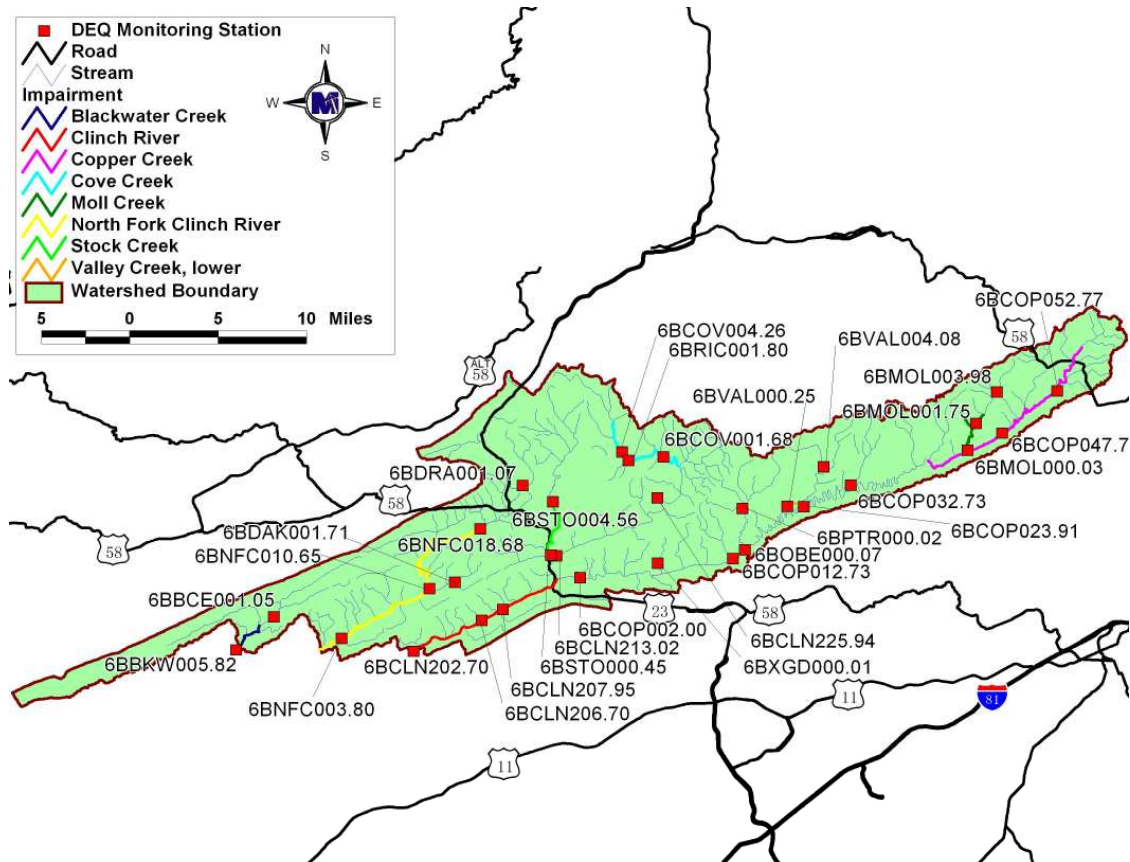 DEQ Monitoring Station
Road
Stream
Impairment
Blackwater Creek
Clinch River
Copper Creek
Cove Creek
Moll Creek
North Fork Clinch River
Stock Creek
Valley Creek, lower
Watershed Boundary
5 0 10 Miles
N
W E
S
M
6BCOP052.77
58
6BCOV004.26
6BRIC001.80
6BVAL004.08
ALT
58
6BMOL003.98
6BVAL000.25
6BMOL001.75
6BCOV001.68
6BCOP047.7
6BMOL000.03
6BDRA001.07
58
6BCOP032.73
6BSTO004.56
6BCOP023.91
6BDAK001.71
6BNFC018.68
6BPTR000.02
58
6BNFC010.65
6BOBE000.07
6BCOP012.73
6BBCE001.05
23
58
6BCOP002.00
6BCLN225.94
6BCLN213.02
6BBKW005.82
6BCLN202.70
6BSTO000.45
6BXGD000.01
6BCLN207.95
6BNFC003.80
6BCLN206.70
11
81
11